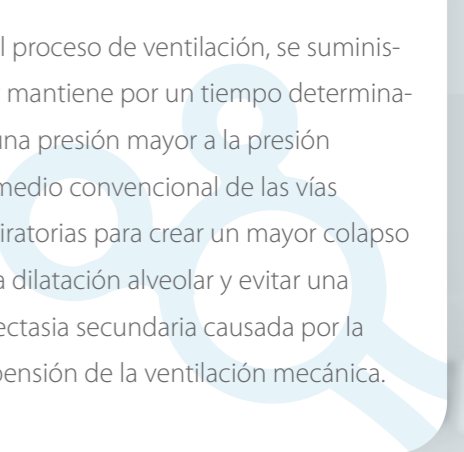 l proceso de ventilación, se suminis-
mantiene por un tiempo determina-
una presión mayor a la presión
medio convencional de las vías
iratorias para crear un mayor colapso
a dilatación alveolar y evitar una
ectasia secundaria causada por la
pensión de la ventilación mecánica.